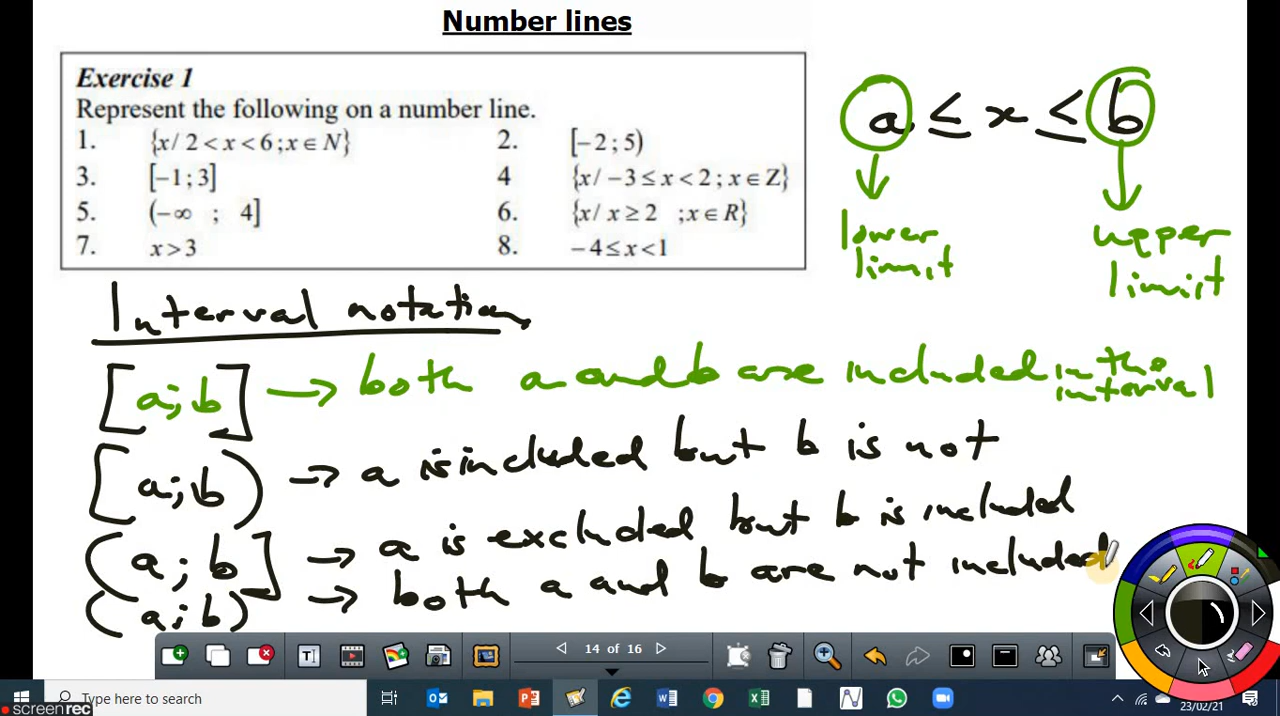 Number lines
Exercise 1
Represent the following on a number line.
1. {x/ 2 < x < 6 ; x ∈ N} 2. [−2 ; 5)
3. [−1 ; 3] 4 {x/ −3 ≤ x < 2 ; x ∈ Z}
5. (−∞ ; 4] 6. {x/ x ≥ 2 ; x ∈ R}
7. x > 3 8. −4 ≤ x < 1
a ≤ x ≤ b
lower limit
upper limit
Interval notation
[a;b] → both a and b are included in the interval
[a;b) → a is included but b is not
(a;b] → a is excluded but b is included
(a;b) → both a and b are not included
14 of 16
Type here to search
23/02/21
screenrec